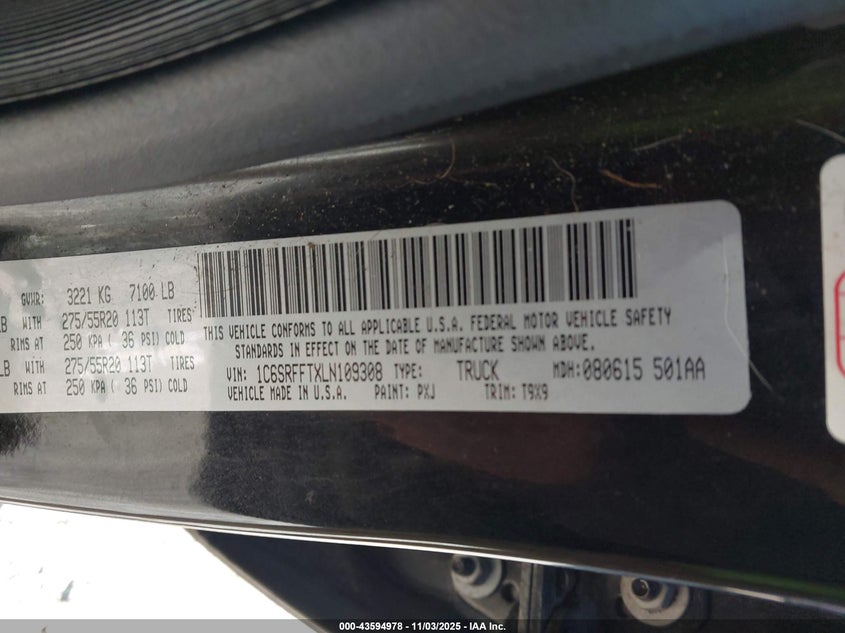 GVWR: 3221 KG 7100 LB
LB WITH 275/55R20 113T TIRES
RIMS AT 250 KPA ( 36 PSI) COLD
LB WITH 275/55R20 113T TIRES
RIMS AT 250 KPA ( 36 PSI) COLD
THIS VEHICLE CONFORMS TO ALL APPLICABLE U.S.A. FEDERAL MOTOR VEHICLE SAFETY
STANDARDS IN EFFECT ON THE DATE OF MANUFACTURE SHOWN ABOVE.
VIN: 1C6SRFFTXLN109308 TYPE: TRUCK MDH: 080615 501AA
VEHICLE MADE IN U.S.A. PAINT: PXJ TRIM: T9X9
000-43594978 - 11/03/2025 - IAA Inc.